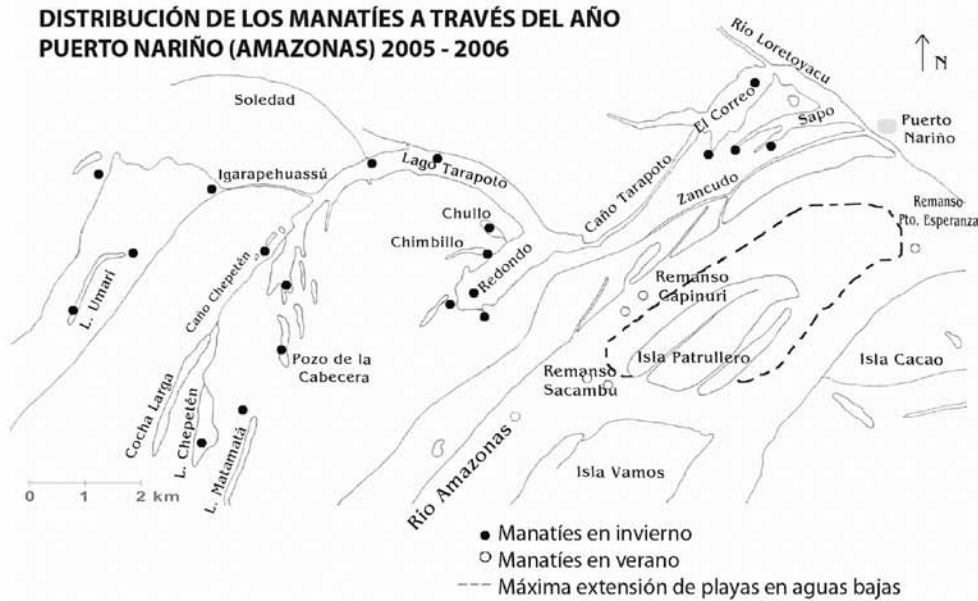 DISTRIBUCIÓN DE LOS MANATÍES A TRAVÉS DEL AÑO
PUERTO NARIÑO (AMAZONAS) 2005 - 2006
Río Loretoyacu
N
Soledad
El Correo
Sapo
Puerto
Nariño
Lago Tarapoto
Igarapehuassú
Caño Tarapoto
Zancudo
Remanso
Pto. Esperanza
Chullo
Chimbillo
Redondo
Caño Chepetén
L. Umarí
Remanso
Capinurí
Pozo de la
Cabecera
Isla Patrullero
Isla Cacao
Remanso
Sacambú
Cocha Larga
L. Chepetén
L. Matamatá
Río Amazonas
Isla Vamos
0 1 2 km
Manatíes en invierno
Manatíes en verano
Máxima extensión de playas en aguas bajas